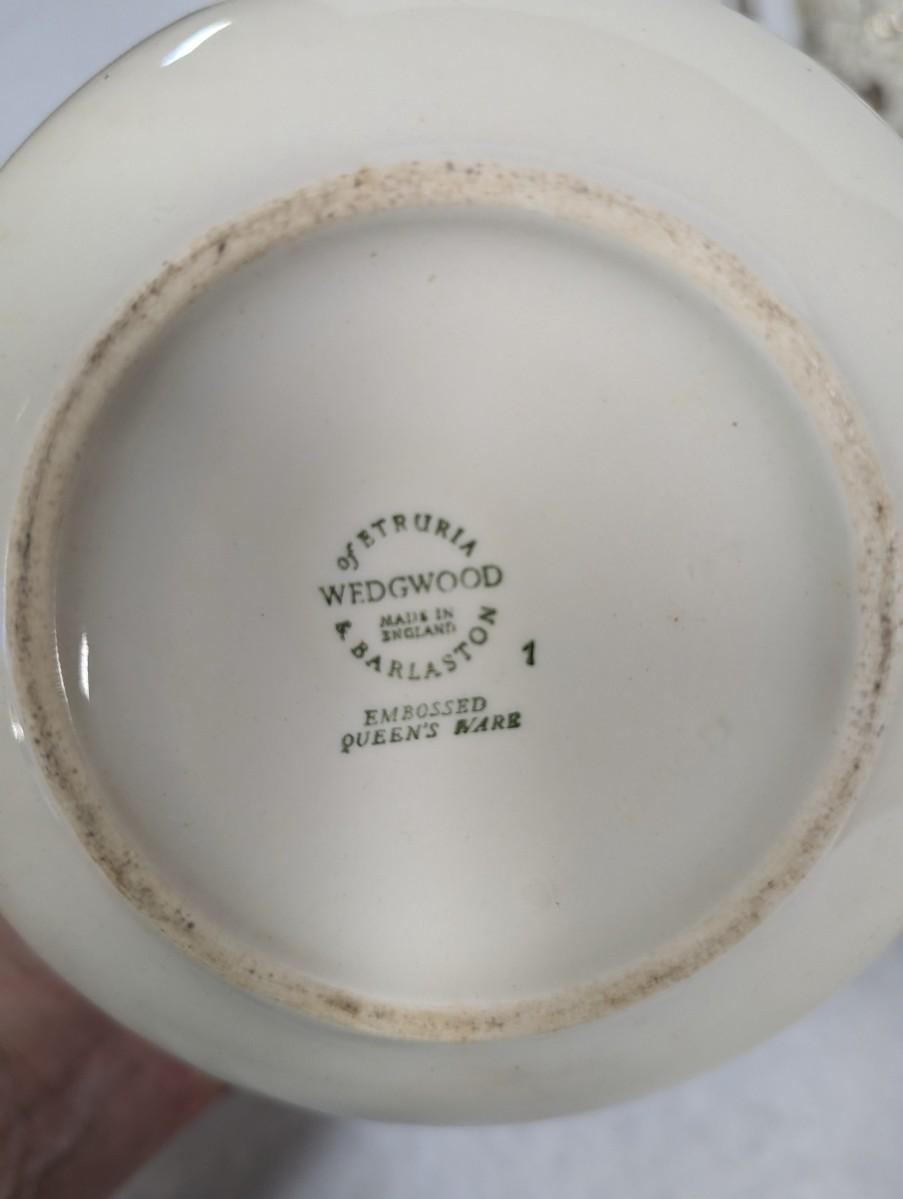 of ETRURIA
WEDGWOOD
MADE IN
ENGLAND
& BARLASTON
1
EMBOSSED
QUEEN'S WARE